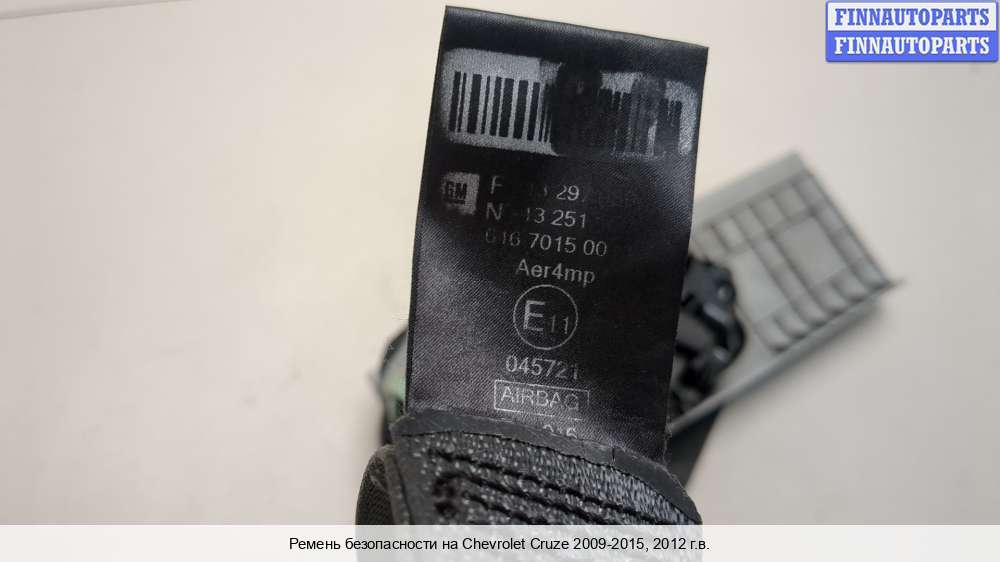 FINNAUTOPARTS
FINNAUTOPARTS
GM
13 251
7015 00
Aer4mp
E11
045721
AIRBAG
Ремень безопасности на Chevrolet Cruze 2009-2015, 2012 г.в.